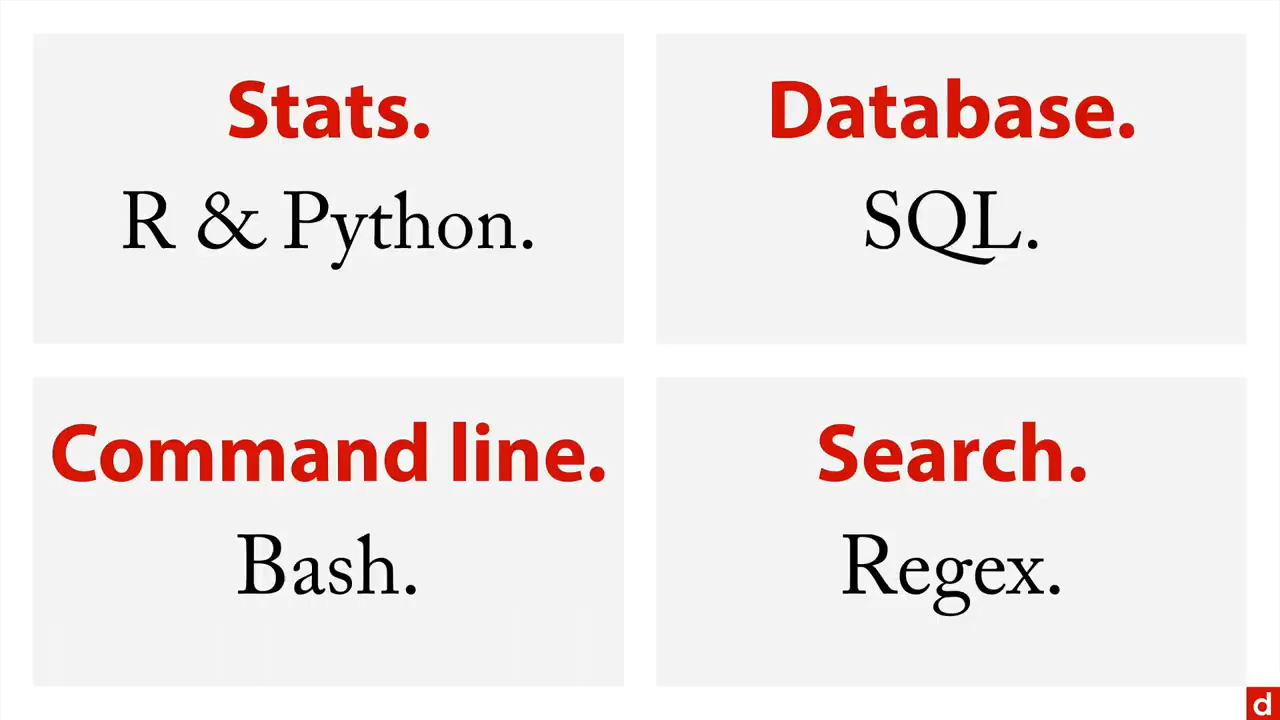 Stats.
R & Python.
Database.
SQL.
Command line.
Bash.
Search.
Regex.
d